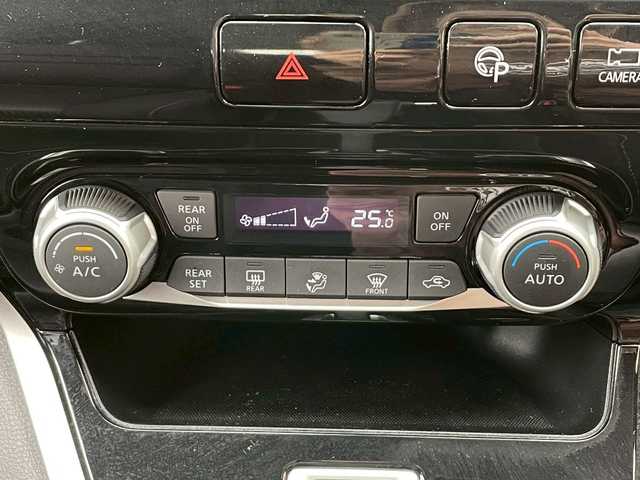 P
CAMERA
REAR
ON
OFF
25.0
°C
ON
OFF
PUSH
A/C
REAR
SET
REAR
FRONT
PUSH
AUTO